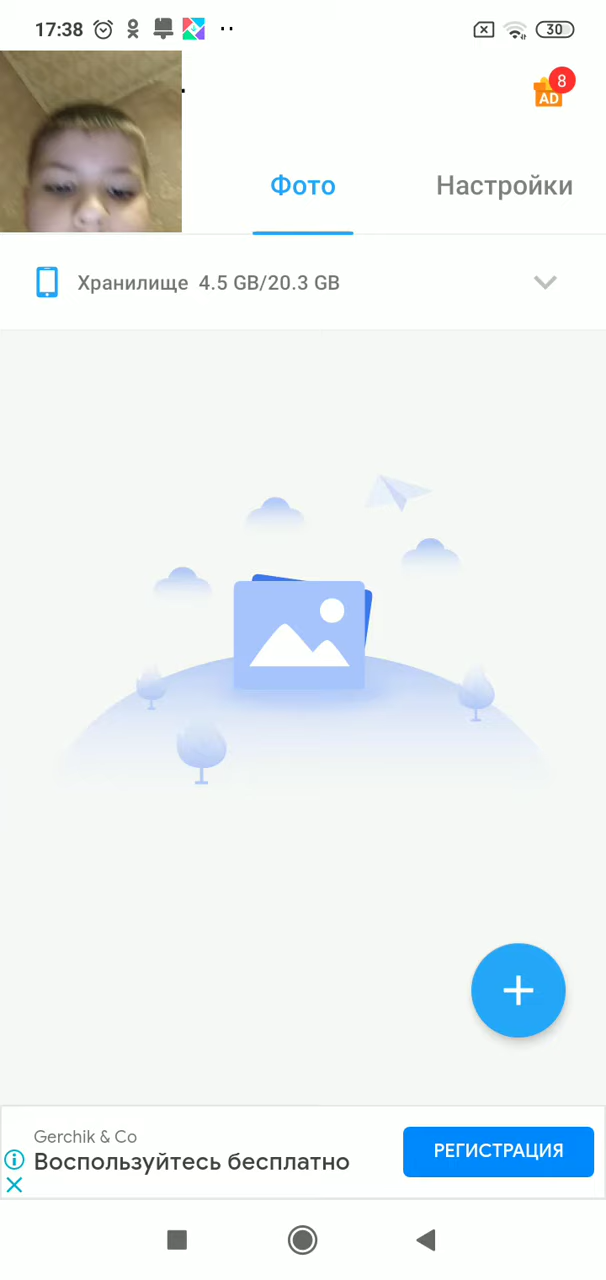 17:38
30
8
AD
Фото
Настройки
Хранилище 4.5 GB/20.3 GB
Gerchik & Co
Воспользуйтесь бесплатно
РЕГИСТРАЦИЯ